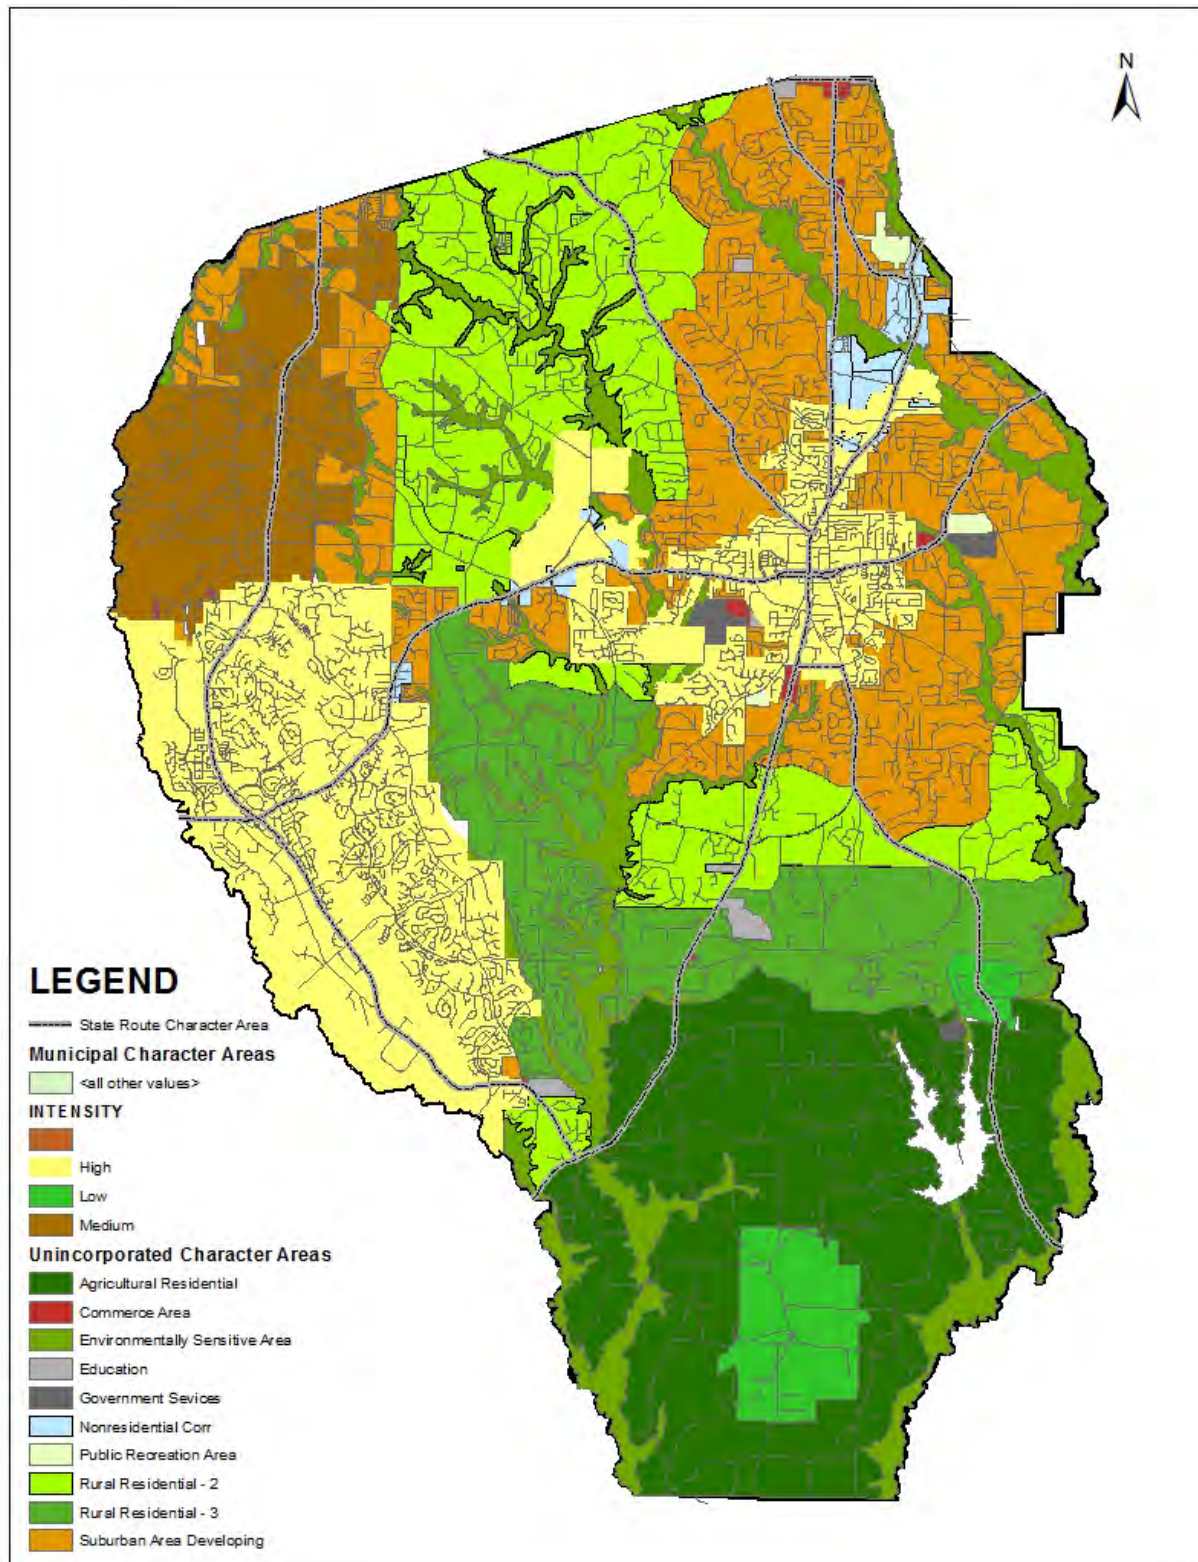 N
LEGEND
State Route Character Area
Municipal Character Areas
<all other values>
INTENSITY
High
Low
Medium
Unincorporated Character Areas
Agricultural Residential
Commerce Area
Environmentally Sensitive Area
Education
Government Sevices
Nonresidential Corr
Public Recreation Area
Rural Residential - 2
Rural Residential - 3
Suburban Area Developing